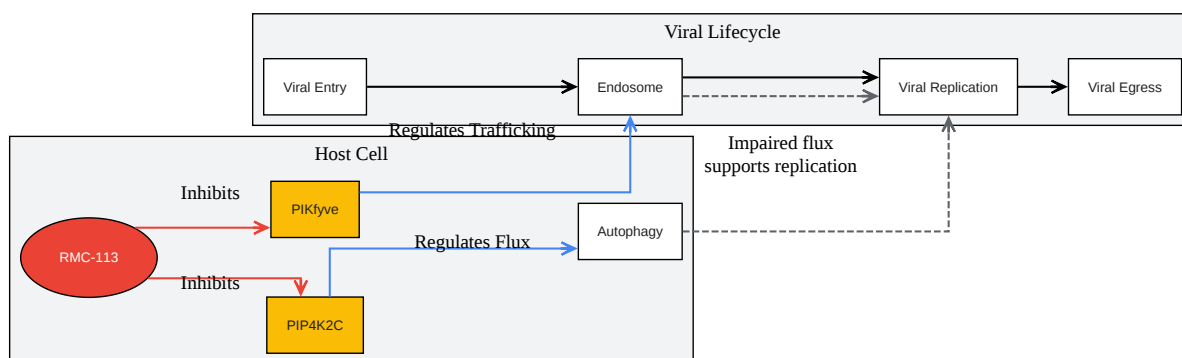 Viral Lifecycle
Viral Entry
Endosome
Viral Replication
Viral Egress
Regulates Trafficking
Impaired flux
supports replication
Host Cell
Inhibits
PIKfyve
Autophagy
Regulates Flux
RMC-113
Inhibits
PIP4K2C